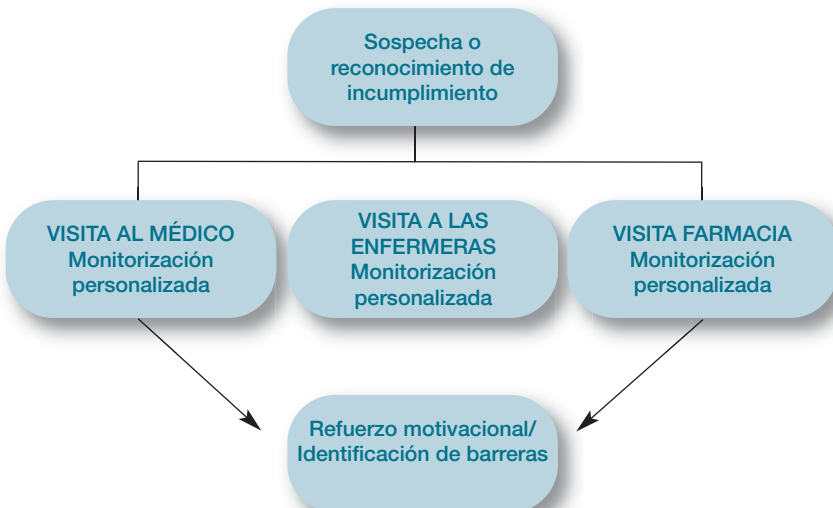 Sospecha o
reconocimiento de
incumplimiento
VISITA AL MÉDICO
Monitorización
personalizada
VISITA A LAS
ENFERMERAS
Monitorización
personalizada
VISITA FARMACIA
Monitorización
personalizada
Refuerzo motivacional/
Identificación de barreras